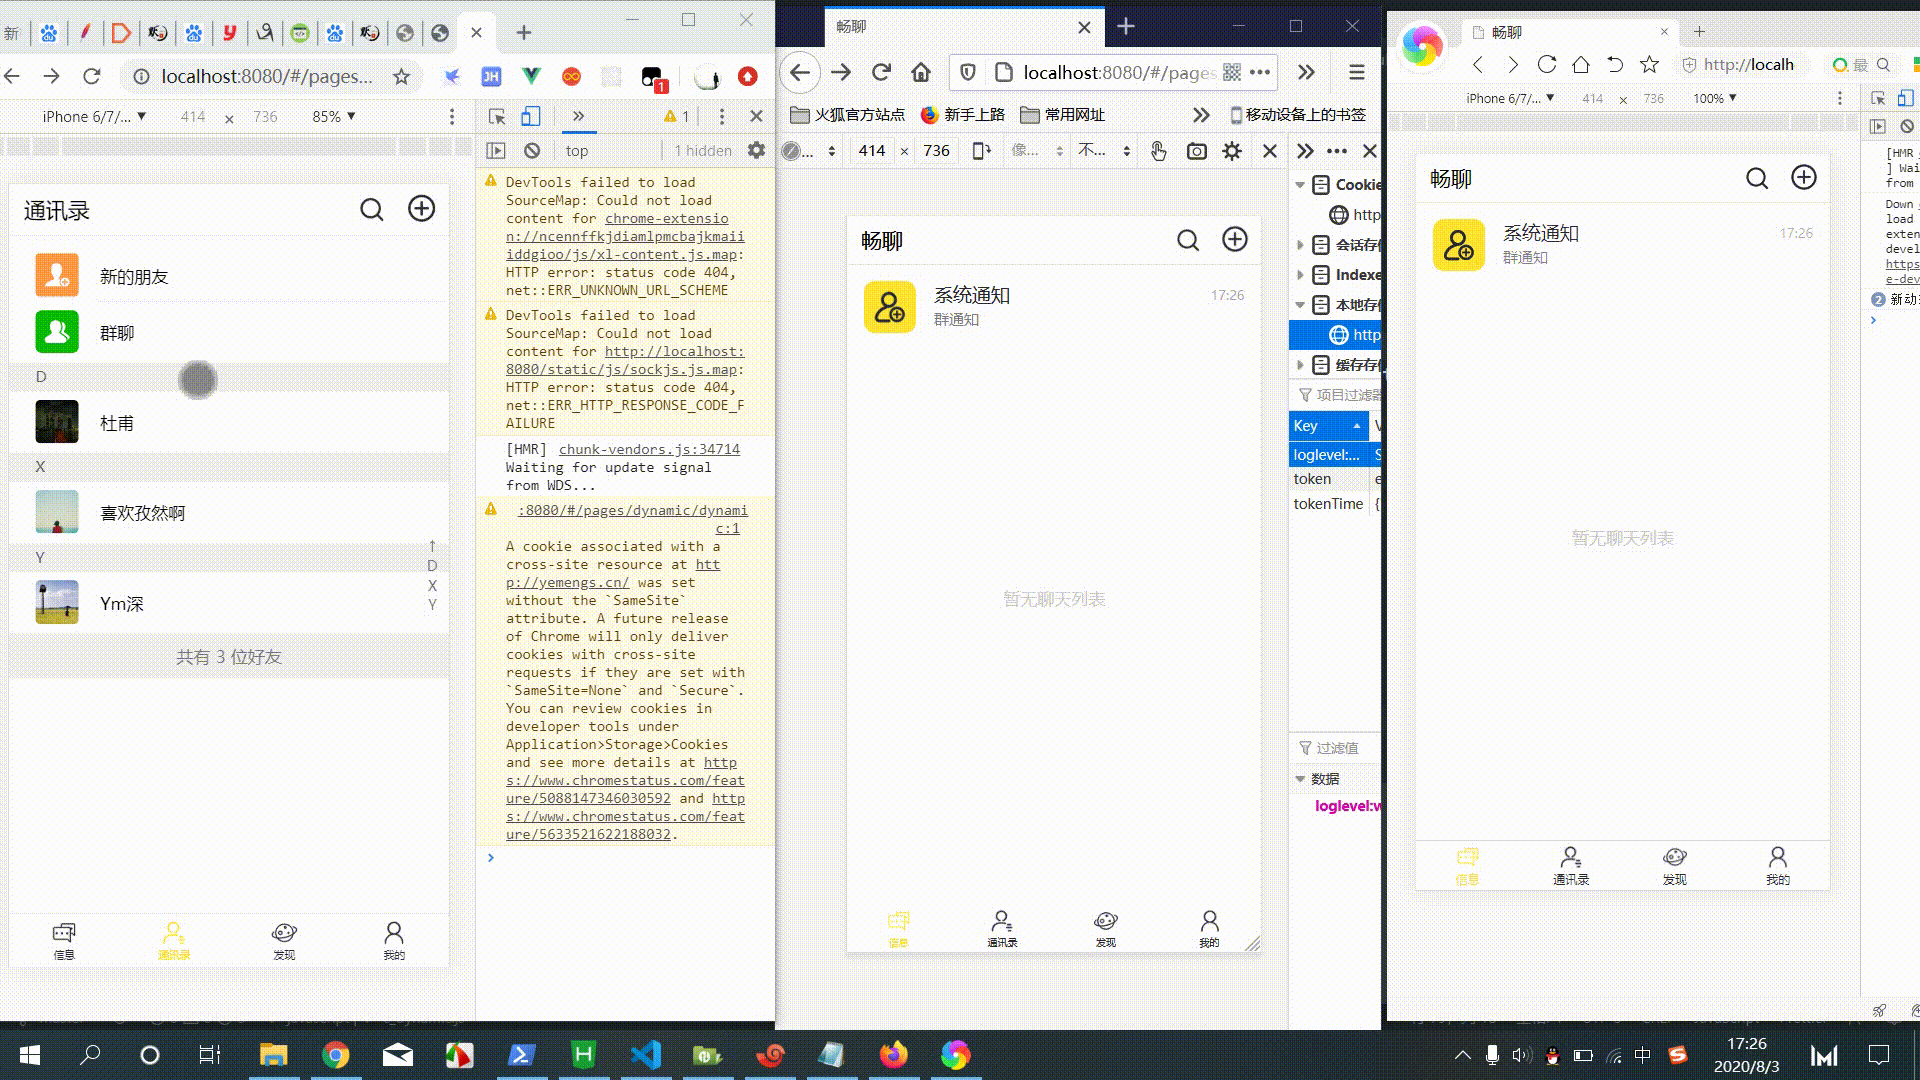 新
localhost:8080/#/pages...
1
iPhone 6/7/... ▼ 414 × 736 85% ▼
1
top
1 hidden
通讯录
新的朋友
群聊
D
杜甫
X
喜欢孜然啊
Y
Ym深
↑
D
X
Y
共有 3 位好友
信息
通讯录
发现
我的
DevTools failed to load
SourceMap: Could not load
content for chrome-extensio
n://ncennffkjdiamlpmcbajkmaii
iddgioo/js/xl-content.js.map:
HTTP error: status code 404,
net::ERR_UNKNOWN_URL_SCHEME
DevTools failed to load
SourceMap: Could not load
content for http://localhost:
8080/static/js/sockjs.js.map:
HTTP error: status code 404,
net::ERR_HTTP_RESPONSE_CODE_F
AILURE
[HMR] chunk-vendors.js:34714
Waiting for update signal
from WDS...
:8080/#/pages/dynamic/dynami
c:1
A cookie associated with a
cross-site resource at htt
p://yemengs.cn/ was set
without the `SameSite`
attribute. A future release
of Chrome will only deliver
cookies with cross-site
requests if they are set with
`SameSite=None` and `Secure`.
You can review cookies in
developer tools under
Application>Storage>Cookies
and see more details at http
s://www.chromestatus.com/feat
ure/5088147346030592 and http
s://www.chromestatus.com/feat
ure/5633521622188032.
畅聊
localhost:8080/#/pages
火狐官方站点
新手上路
常用网址
移动设备上的书签
414 × 736
像...
不...
畅聊
系统通知
17:26
群通知
暂无聊天列表
信息
通讯录
发现
我的
Cookie
http
会话存
Indexe
本地存
http
缓存存
项目过滤器
Key
loglevel:... S
token e
tokenTime {
过滤值
数据
loglevel:w
畅聊
http://localh
最
iPhone 6/7/... ▼ 414 × 736 100% ▼
畅聊
系统通知
17:26
群通知
暂无聊天列表
信息
通讯录
发现
我的
[HMR
] Wai
from
Down
load
exten
devel
https
e-dev
2 新动
中
17:26
2020/8/3